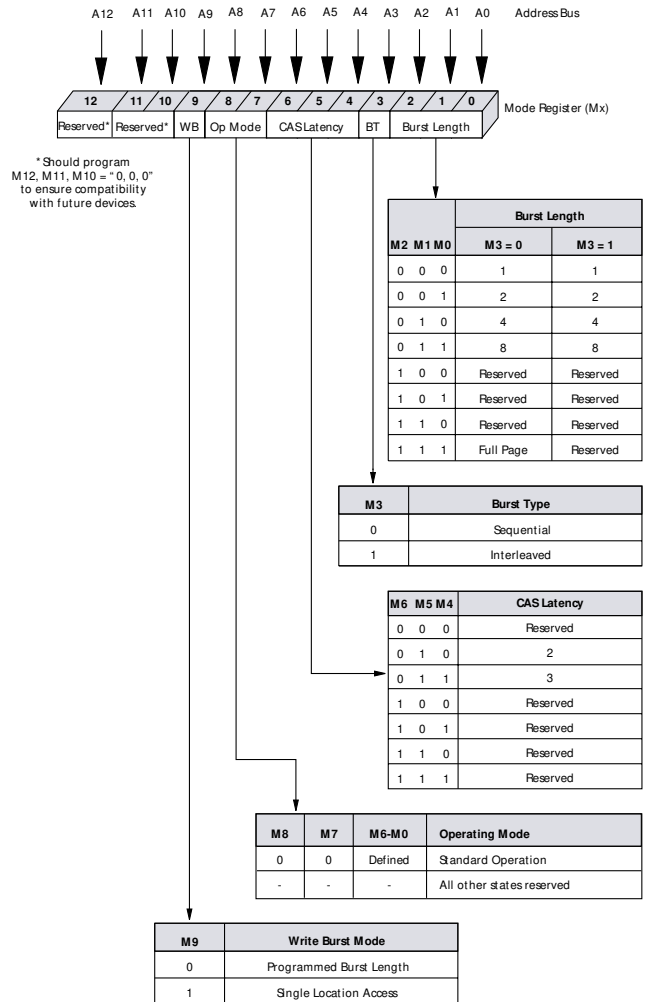 A12 A11 A10 A9 A8 A7 A6 A5 A4 A3 A2 A1 A0 Address Bus
12 11 10 9 8 7 6 5 4 3 2 1 0
Mode Register (Mx)
Reserved* Reserved* WB Op Mode CAS Latency BT Burst Length
* Should program
M12, M11, M10 = "0, 0, 0"
to ensure compatibility
with future devices.
Burst Length
M2 M1 M0 M3 = 0 M3 = 1
0 0 0 1 1
0 0 1 2 2
0 1 0 4 4
0 1 1 8 8
1 0 0 Reserved Reserved
1 0 1 Reserved Reserved
1 1 0 Reserved Reserved
1 1 1 Full Page Reserved
M3 Burst Type
0 Sequential
1 Interleaved
M6 M5 M4 CAS Latency
0 0 0 Reserved
0 1 0 2
0 1 1 3
1 0 0 Reserved
1 0 1 Reserved
1 1 0 Reserved
1 1 1 Reserved
M8 M7 M6-M0 Operating Mode
0 0 Defined Standard Operation
- - - All other states reserved
M9 Write Burst Mode
0 Programmed Burst Length
1 Single Location Access